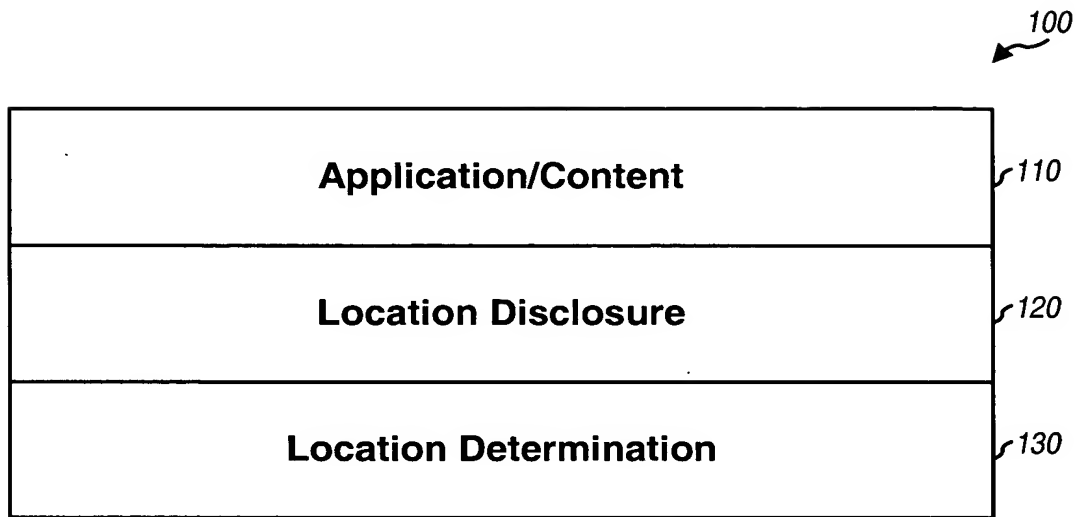 100
Application/Content
110
Location Disclosure
120
Location Determination
130